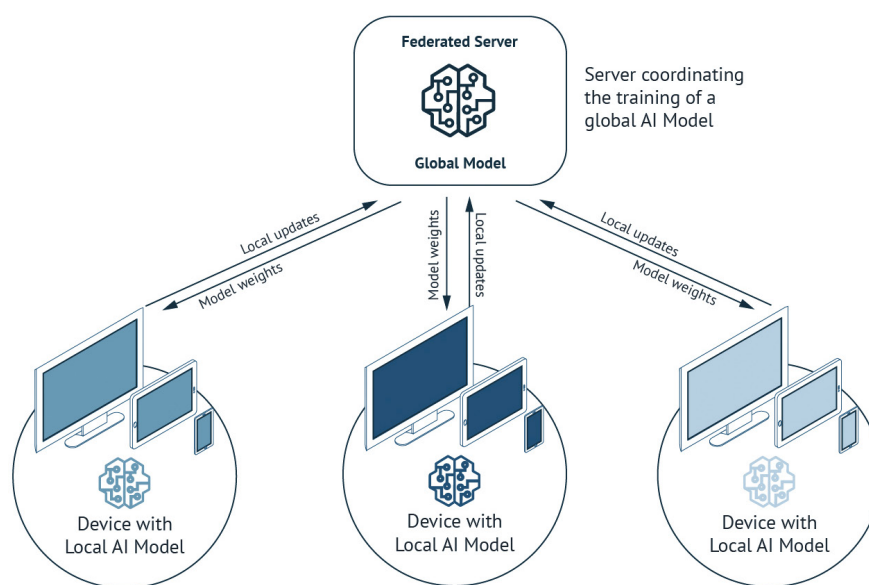 Federated Server
Global Model
Server coordinating
the training of a
global AI Model
Local updates
Model weights
Model weights
Local updates
Local updates
Model weights
Device with
Local AI Model
Device with
Local AI Model
Device with
Local AI Model